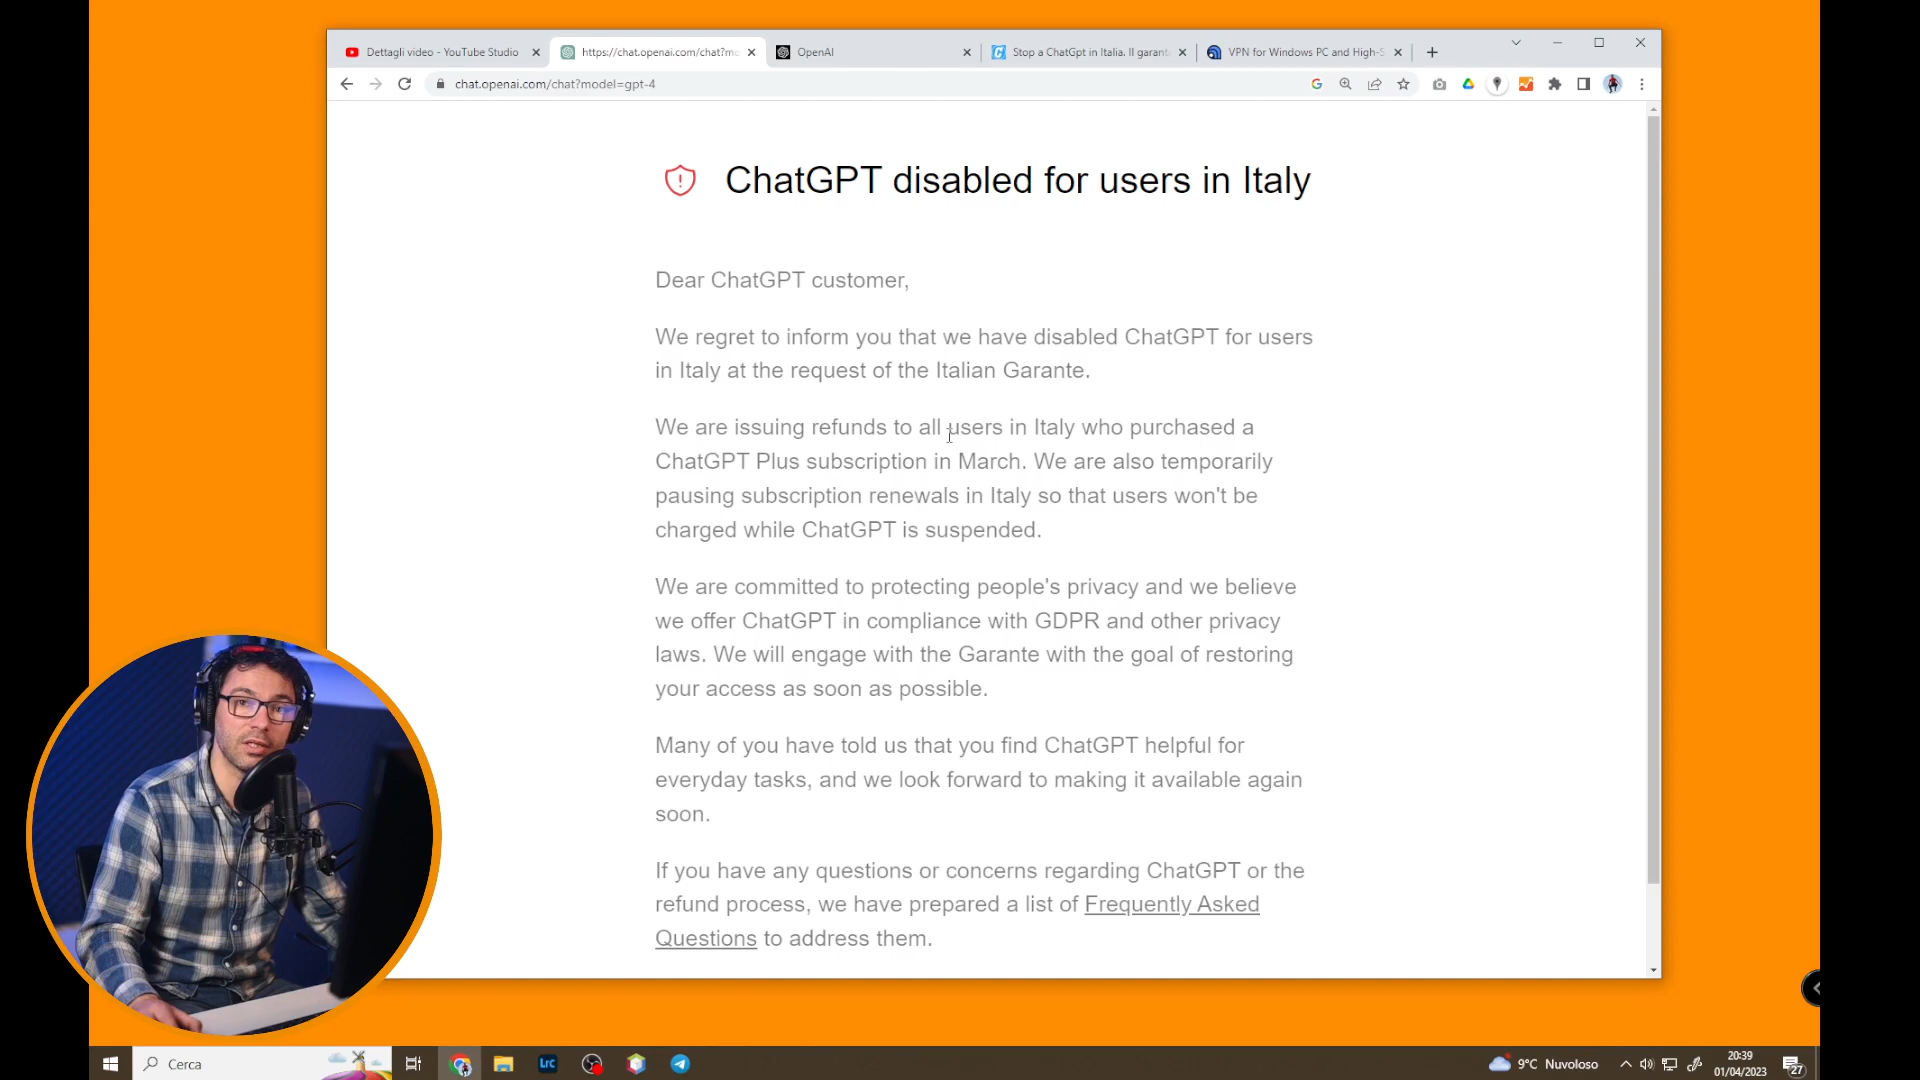 Dettagli video - YouTube Studio
https://chat.openai.com/chat?mo
OpenAI
Stop a ChatGpt in Italia. Il garant
VPN for Windows PC and High-S
chat.openai.com/chat?model=gpt-4
ChatGPT disabled for users in Italy
Dear ChatGPT customer,
We regret to inform you that we have disabled ChatGPT for users
in Italy at the request of the Italian Garante.
We are issuing refunds to all users in Italy who purchased a
ChatGPT Plus subscription in March. We are also temporarily
pausing subscription renewals in Italy so that users won't be
charged while ChatGPT is suspended.
We are committed to protecting people's privacy and we believe
we offer ChatGPT in compliance with GDPR and other privacy
laws. We will engage with the Garante with the goal of restoring
your access as soon as possible.
Many of you have told us that you find ChatGPT helpful for
everyday tasks, and we look forward to making it available again
soon.
If you have any questions or concerns regarding ChatGPT or the
refund process, we have prepared a list of Frequently Asked
Questions to address them.
Cerca
LrC
9°C Nuvoloso
20:39
01/04/2023
27